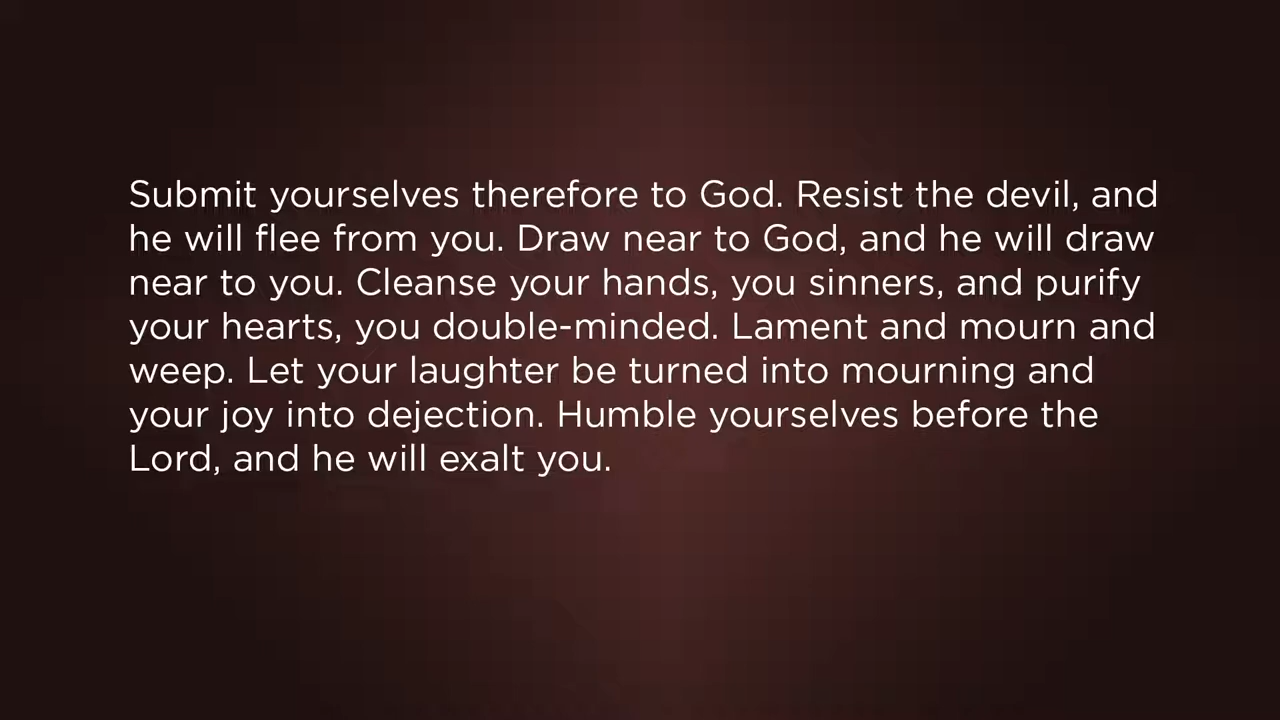 Submit yourselves therefore to God. Resist the devil, and
he will flee from you. Draw near to God, and he will draw
near to you. Cleanse your hands, you sinners, and purify
your hearts, you double-minded. Lament and mourn and
weep. Let your laughter be turned into mourning and
your joy into dejection. Humble yourselves before the
Lord, and he will exalt you.